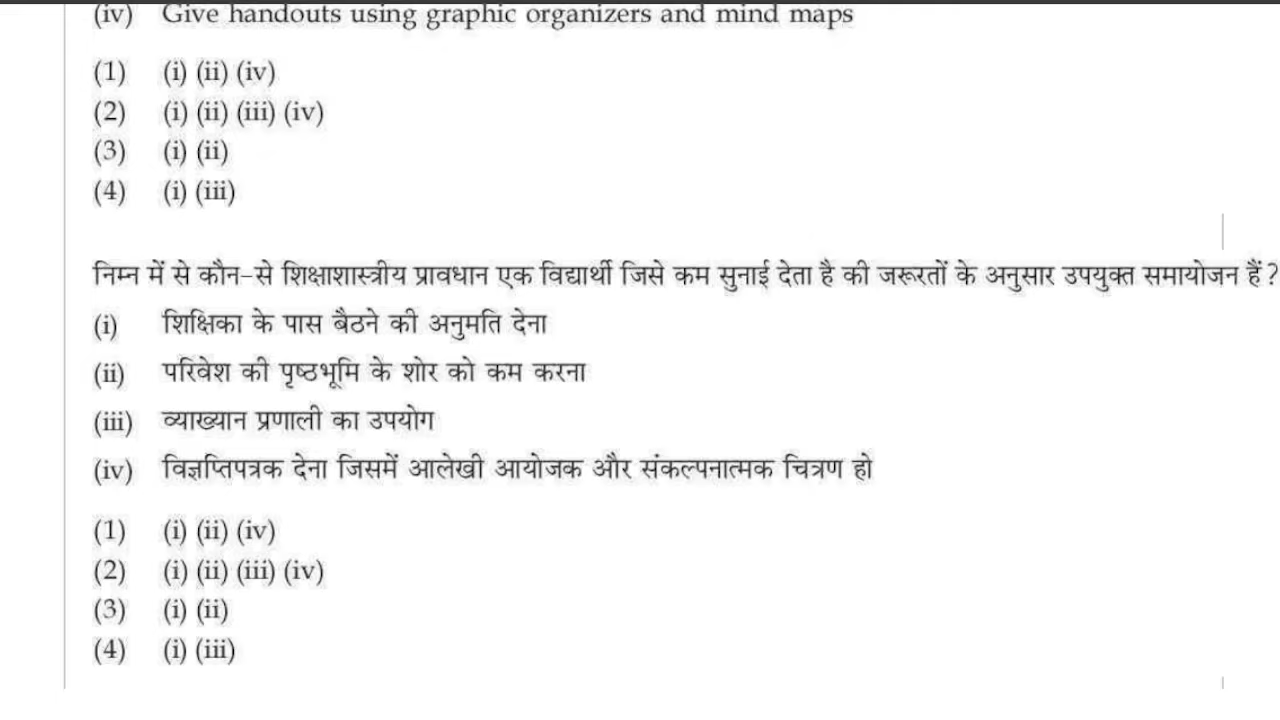 (iv) Give handouts using graphic organizers and mind maps
(1) (i) (ii) (iv)
(2) (i) (ii) (iii) (iv)
(3) (i) (ii)
(4) (i) (iii)
निम्न में से कौन-से शिक्षाशास्त्रीय प्रावधान एक विद्यार्थी जिसे कम सुनाई देता है की जरूरतों के अनुसार उपयुक्त समायोजन हैं?
(i) शिक्षिका के पास बैठने की अनुमति देना
(ii) परिवेश की पृष्ठभूमि के शोर को कम करना
(iii) व्याख्यान प्रणाली का उपयोग
(iv) विज्ञप्तिपत्रक देना जिसमें आलेखी आयोजक और संकल्पनात्मक चित्रण हो
(1) (i) (ii) (iv)
(2) (i) (ii) (iii) (iv)
(3) (i) (ii)
(4) (i) (iii)